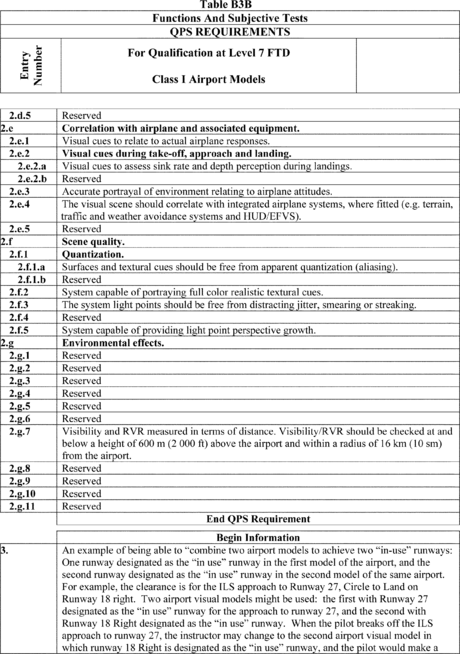 Table B3B
Functions And Subjective Tests
QPS REQUIREMENTS
Entry Number
For Qualification at Level 7 FTD
Class I Airport Models
2.d.5 Reserved
2.e Correlation with airplane and associated equipment.
2.e.1 Visual cues to relate to actual airplane responses.
2.e.2 Visual cues during take-off, approach and landing.
2.e.2.a Visual cues to assess sink rate and depth perception during landings.
2.e.2.b Reserved
2.e.3 Accurate portrayal of environment relating to airplane attitudes.
2.e.4 The visual scene should correlate with integrated airplane systems, where fitted (e.g. terrain,
traffic and weather avoidance systems and HUD/EFVS).
2.e.5 Reserved
2.f Scene quality.
2.f.1 Quantization.
2.f.1.a Surfaces and textural cues should be free from apparent quantization (aliasing).
2.f.1.b Reserved
2.f.2 System capable of portraying full color realistic textural cues.
2.f.3 The system light points should be free from distracting jitter, smearing or streaking.
2.f.4 Reserved
2.f.5 System capable of providing light point perspective growth.
2.g Environmental effects.
2.g.1 Reserved
2.g.2 Reserved
2.g.3 Reserved
2.g.4 Reserved
2.g.5 Reserved
2.g.6 Reserved
2.g.7 Visibility and RVR measured in terms of distance. Visibility/RVR should be checked at and
below a height of 600 m (2 000 ft) above the airport and within a radius of 16 km (10 sm)
from the airport.
2.g.8 Reserved
2.g.9 Reserved
2.g.10 Reserved
2.g.11 Reserved
End QPS Requirement
Begin Information
3. An example of being able to “combine two airport models to achieve two “in-use” runways:
One runway designated as the “in use” runway in the first model of the airport, and the
second runway designated as the “in use” runway in the second model of the same airport.
For example, the clearance is for the ILS approach to Runway 27, Circle to Land on
Runway 18 right. Two airport visual models might be used: the first with Runway 27
designated as the “in use” runway for the approach to runway 27, and the second with
Runway 18 Right designated as the “in use” runway. When the pilot breaks off the ILS
approach to runway 27, the instructor may change to the second airport visual model in
which runway 18 Right is designated as the “in use” runway, and the pilot would make a